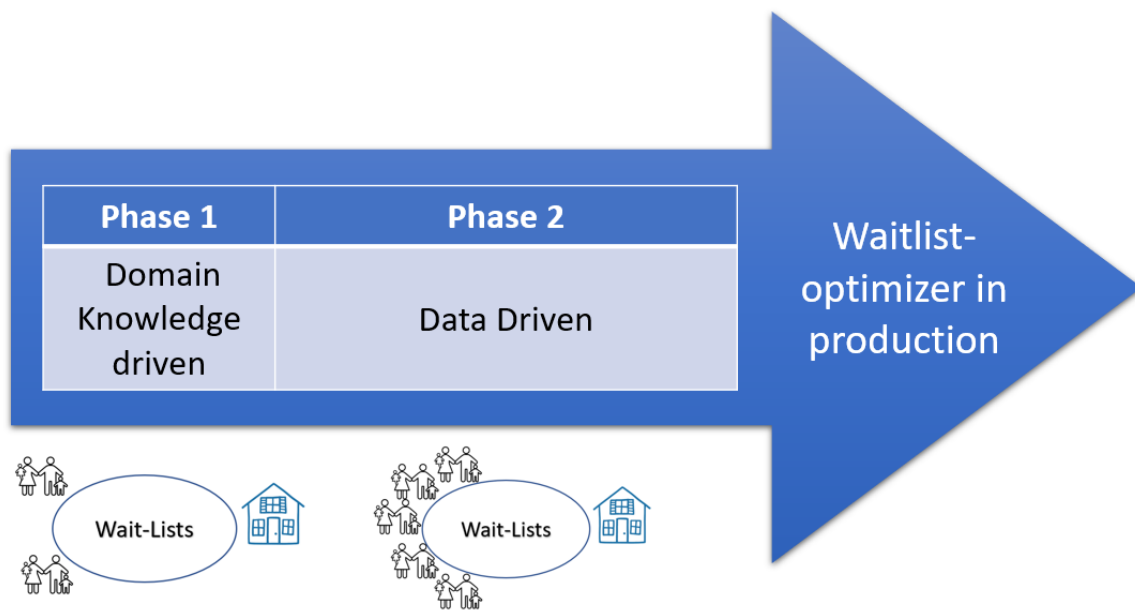 Phase 1
Phase 2
Domain
Knowledge
driven
Data Driven
Waitlist-
optimizer in
production
Wait-Lists
Wait-Lists